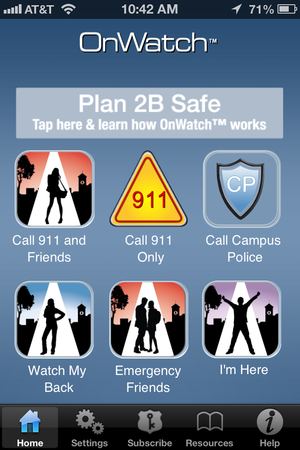 AT&T 10:42 AM 71%
OnWatch™
Plan 2B Safe
Tap here & learn how OnWatch™ works
911 CP
Call 911 and Call 911 Call Campus
Friends Only Police
Watch My Emergency I'm Here
Back Friends
Home Settings Subscribe Resources Help